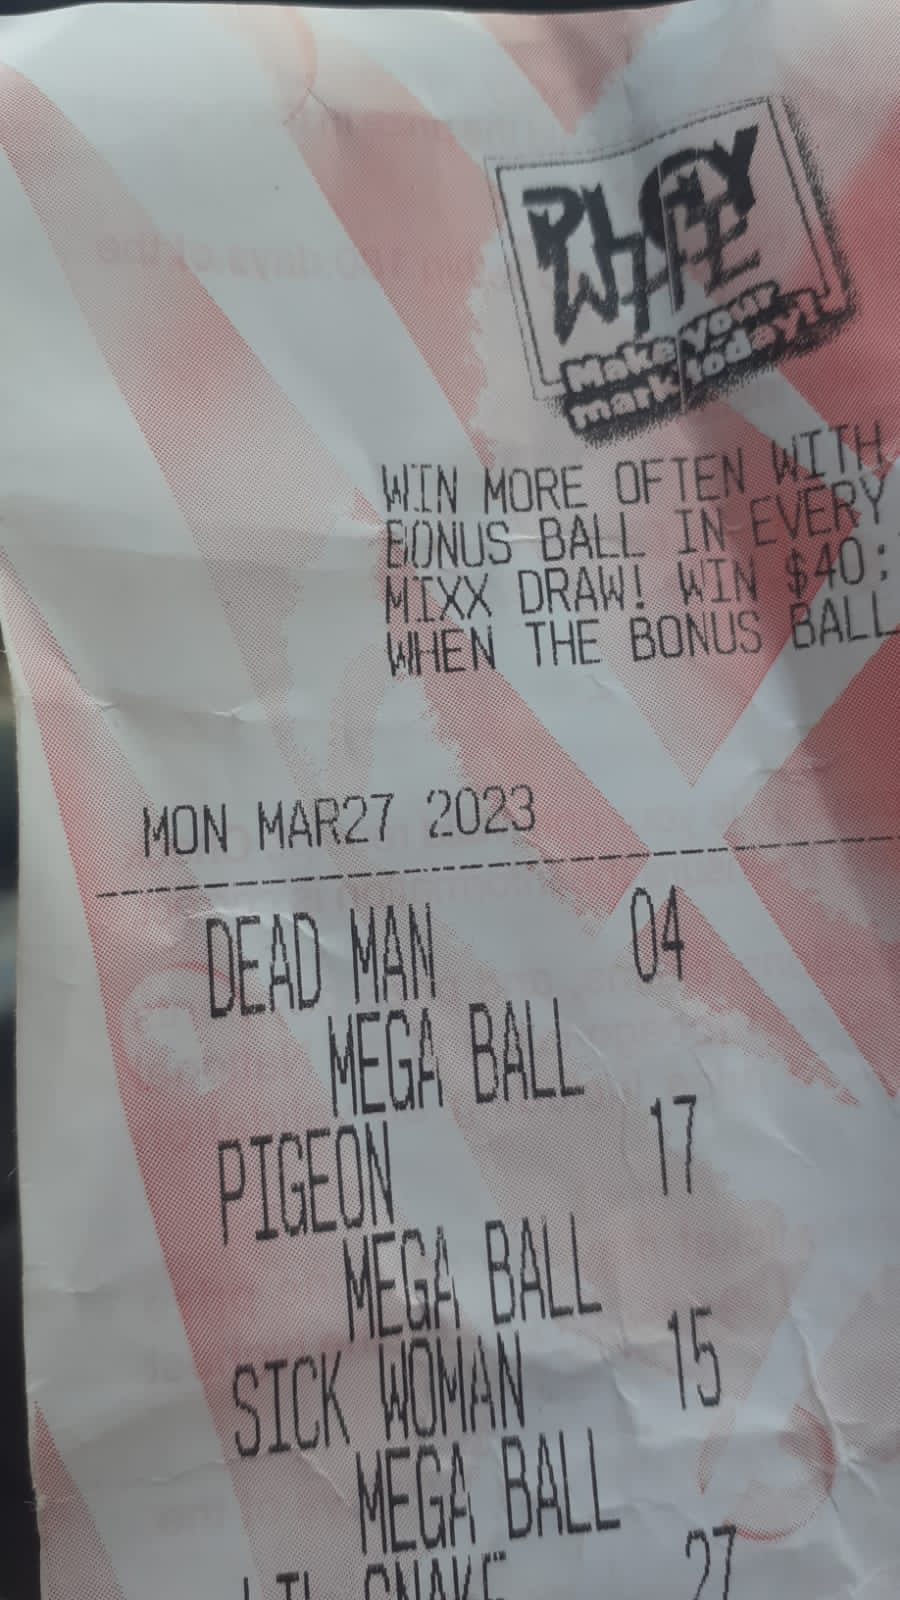 PLAY
WHE
Make your
mark today!
WIN MORE OFTEN WITH
BONUS BALL IN EVERY
MIXX DRAW! WIN $40:
WHEN THE BONUS BALL
MON MAR27 2023
DEAD MAN 04
MEGA BALL
PIGEON 17
MEGA BALL
SICK WOMAN 15
MEGA BALL
SNAKE 27